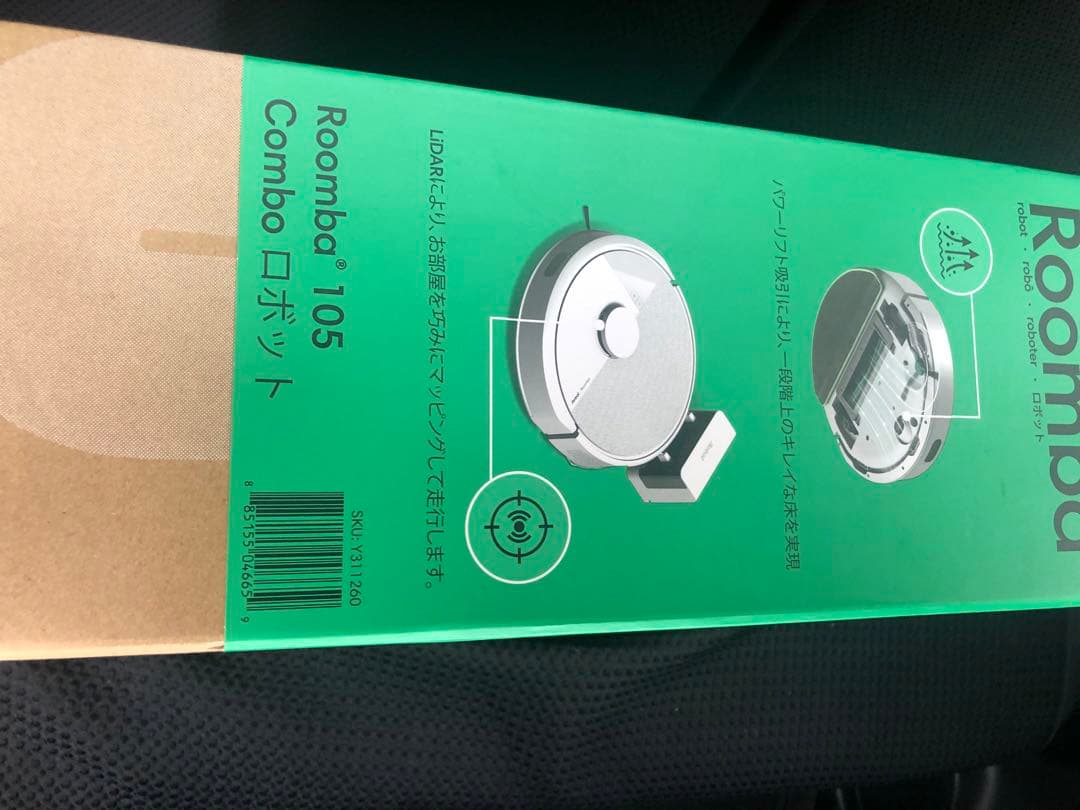 Roomba
robot · robô · roboter · ロボット
パワーリフト吸引により、一段階上のキレイな床を実現
LiDARにより、お部屋を巧みにマッピングして走行します。
Roomba® 105
Combo ロボット
SKU: Y311260
8 85155 04665 9